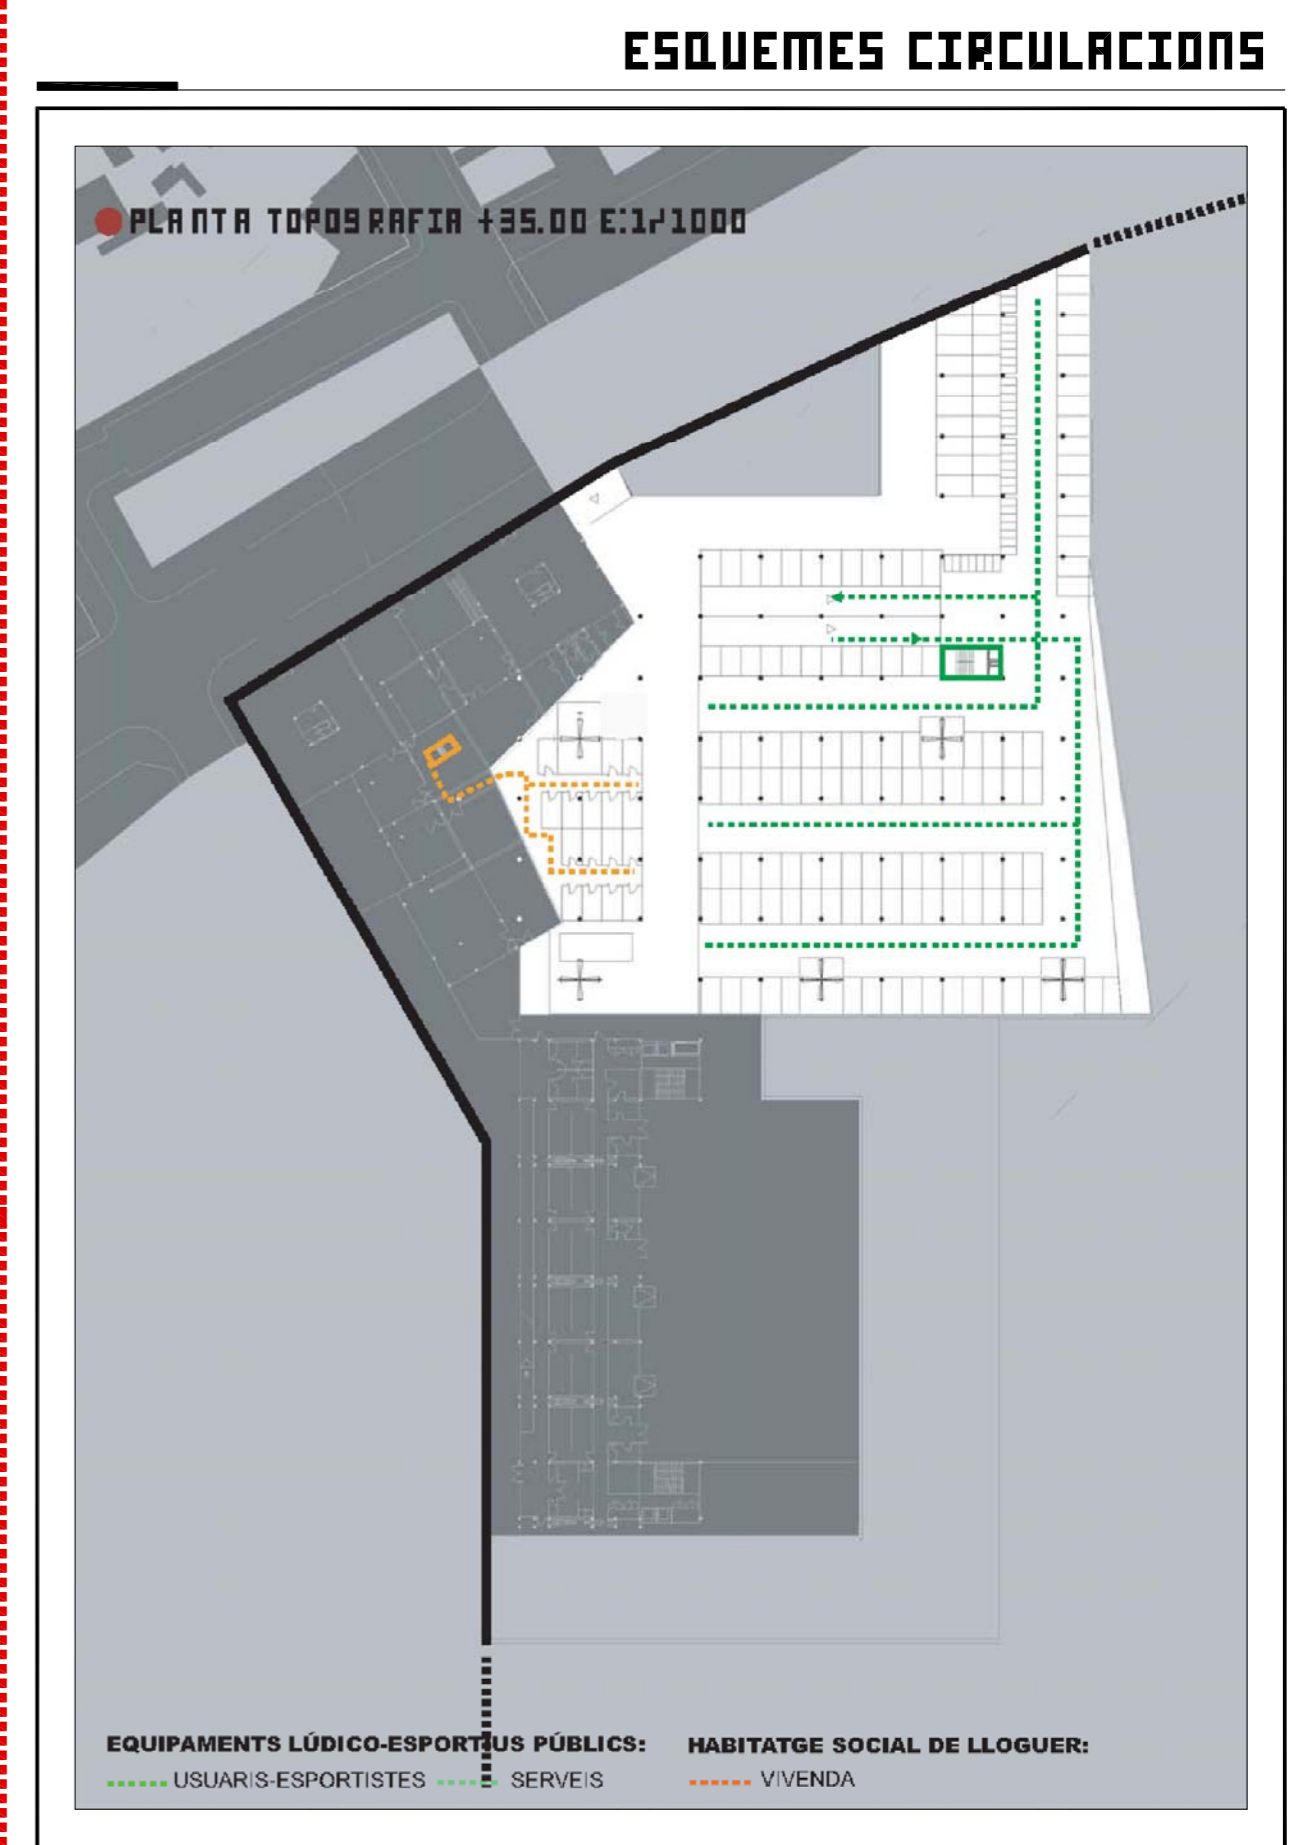 ESQUEMES CIRCULACIONS
PLANTA TOPOGRAFIA +35.00 E:1/1000
EQUIPAMENTS LÚDICO-ESPORTIUS PÚBLICS:
USUARIS-ESPORTISTES SERVEIS
HABITATGE SOCIAL DE LLOGUER:
VIVENDA